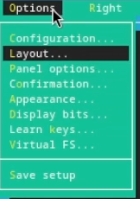 Options Right
Configuration...
Layout...
Panel options...
Confirmation...
Appearance...
Display bits...
Learn keys...
Virtual FS...
Save setup